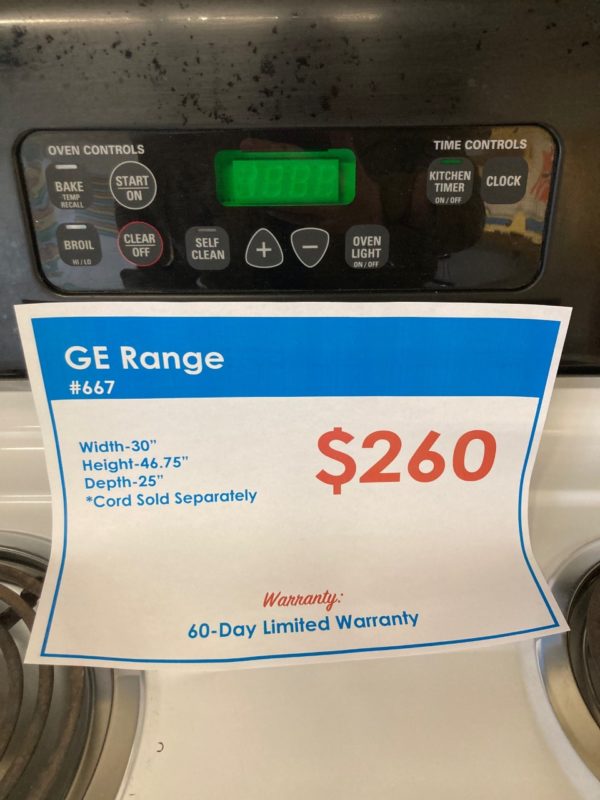 OVEN CONTROLS
TIME CONTROLS
BAKE
TEMP
RECALL
START
ON
KITCHEN
TIMER
ON / OFF
CLOCK
BROIL
HI / LO
CLEAR
OFF
SELF
CLEAN
+
−
OVEN
LIGHT
ON / OFF
GE Range
#667
Width-30”
Height-46.75”
Depth-25”
*Cord Sold Separately
$260
Warranty:
60-Day Limited Warranty